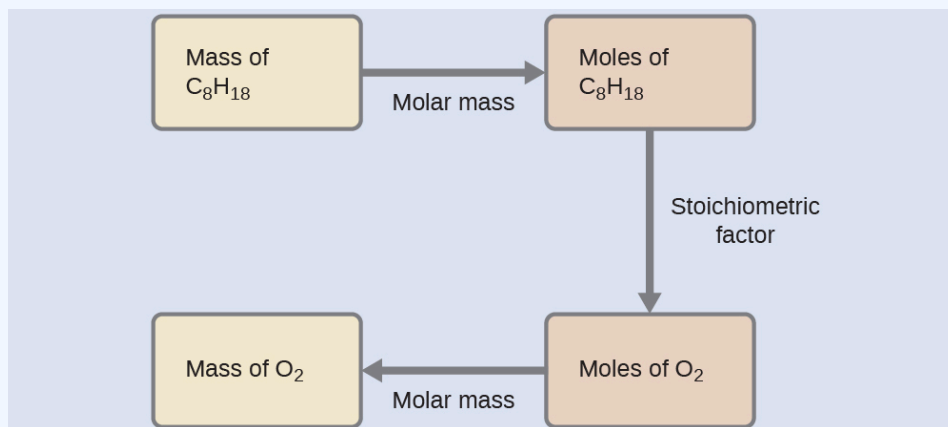 Mass of
C₈H₁₈
Molar mass
Moles of
C₈H₁₈
Stoichiometric
factor
Mass of O₂
Molar mass
Moles of O₂